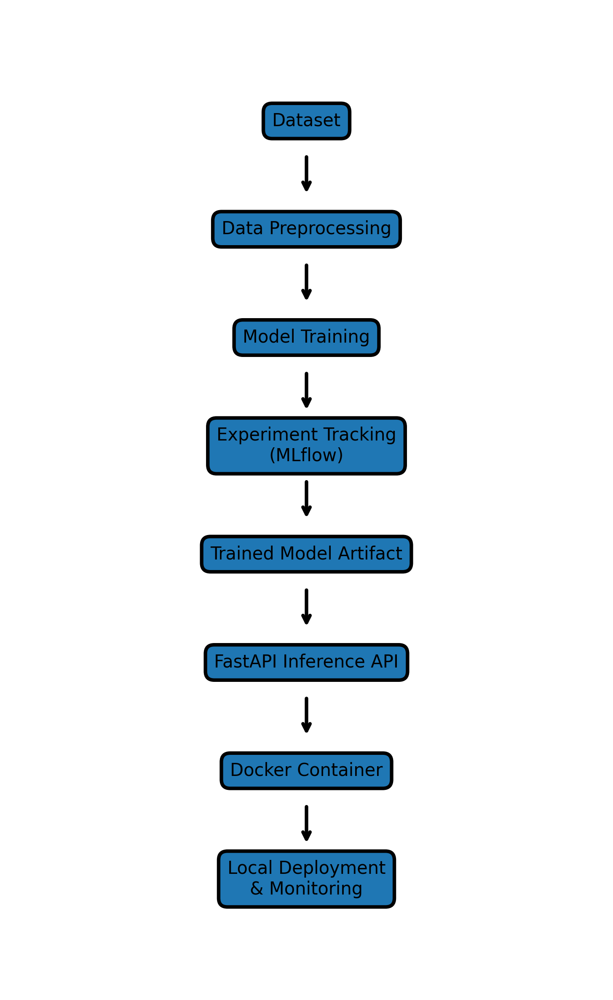 Dataset
Data Preprocessing
Model Training
Experiment Tracking
(MLflow)
Trained Model Artifact
FastAPI Inference API
Docker Container
Local Deployment
& Monitoring